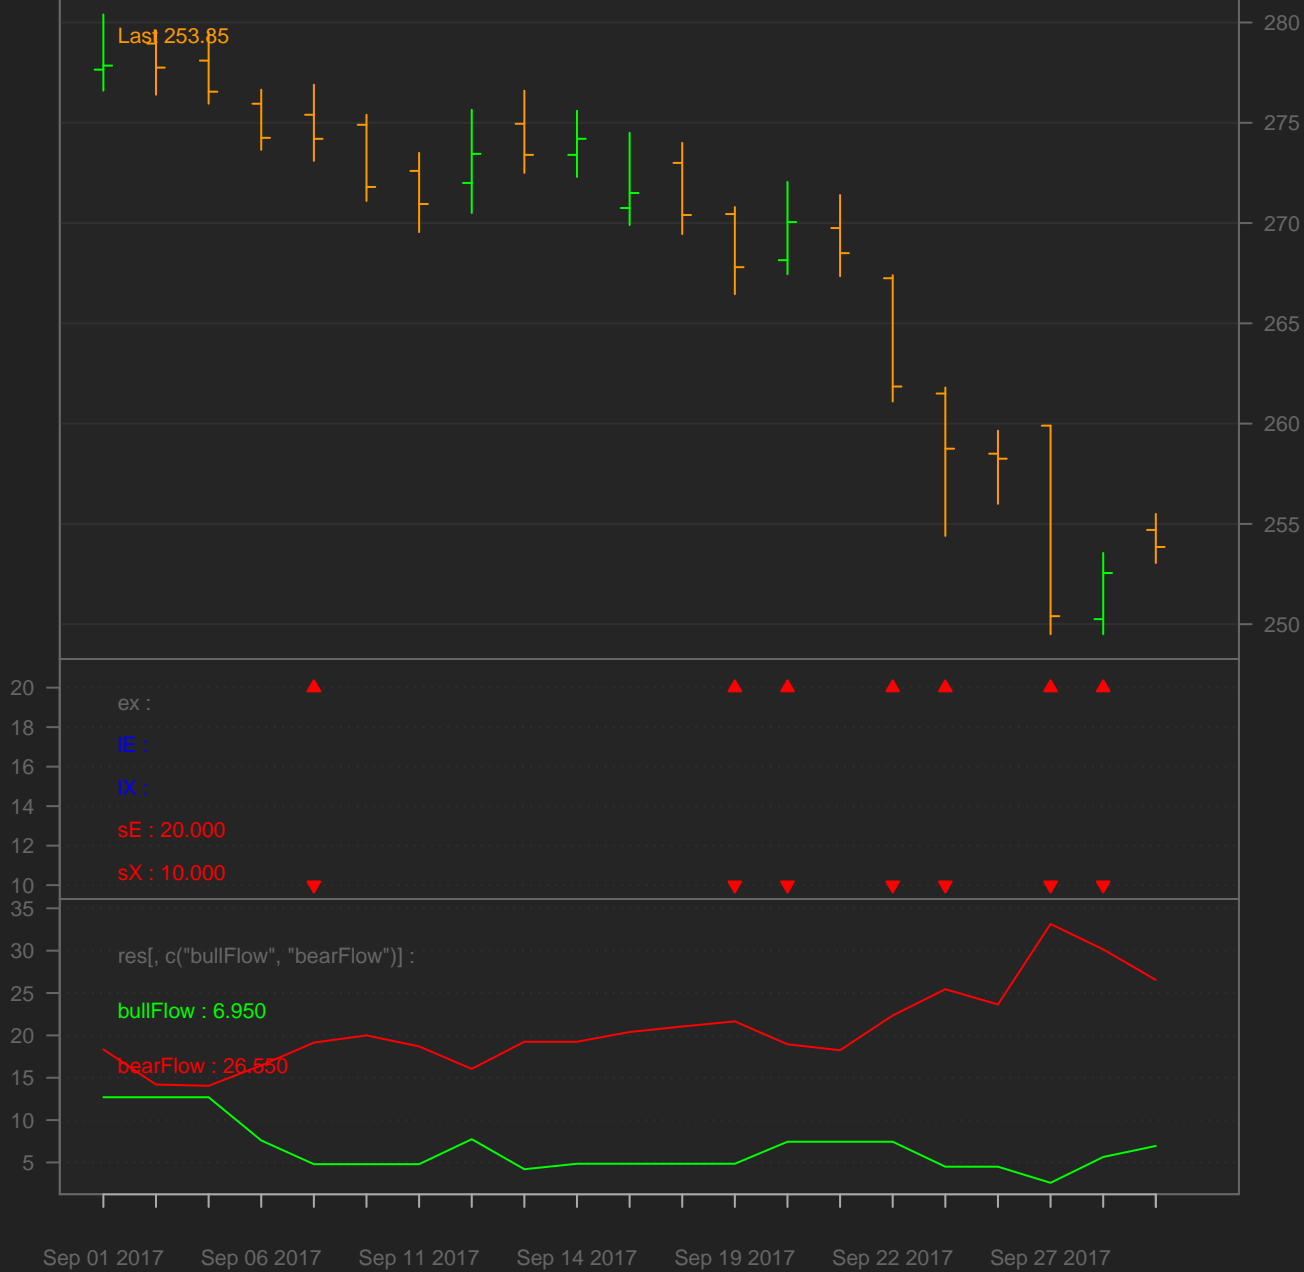 Last 253.85
280
275
270
265
260
255
250
20
18
16
14
12
10
ex :
lE :
lX :
sE : 20.000
sX : 10.000
35
30
25
20
15
10
5
res[, c("bullFlow", "bearFlow")] :
bullFlow : 6.950
bearFlow : 26.550
Sep 01 2017 Sep 06 2017 Sep 11 2017 Sep 14 2017 Sep 19 2017 Sep 22 2017 Sep 27 2017